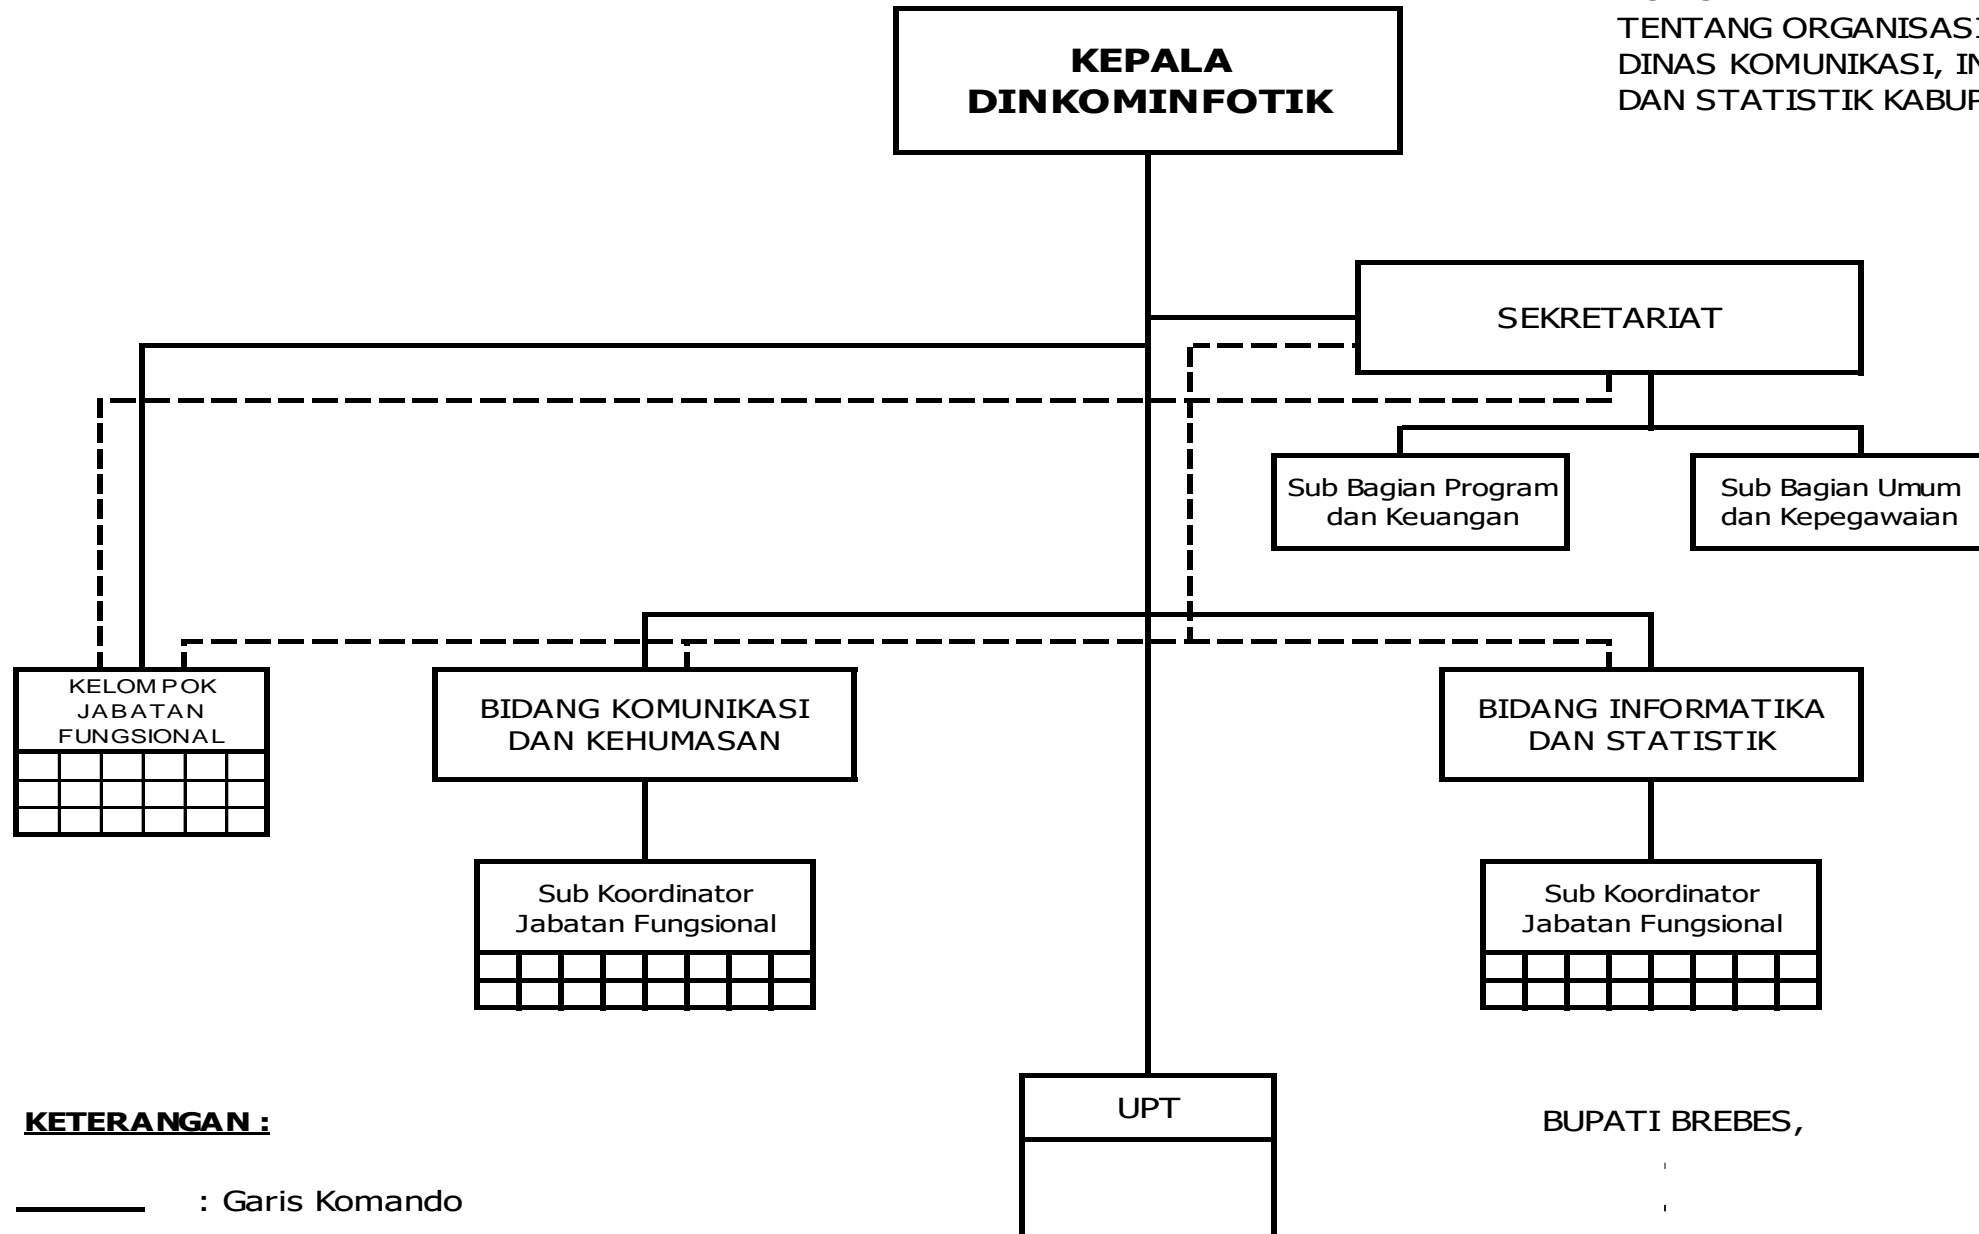 TENTANG ORGANISASI
DINAS KOMUNIKASI,
DAN STATISTIK
KEPALA
DINKOMINFOTIK
SEKRETARIAT
Sub Bagian Program
dan Keuangan
Sub Bagian Umum
dan Kepegawaian
KELOMPOK
JABATAN
FUNGSIONAL
BIDANG KOMUNIKASI
DAN KEHUMASAN
BIDANG INFORMATIKA
DAN STATISTIK
Sub Koordinator
Jabatan Fungsional
Sub Koordinator
Jabatan Fungsional
UPT
KETERANGAN :
: Garis Komando
BUPATI BREBES,